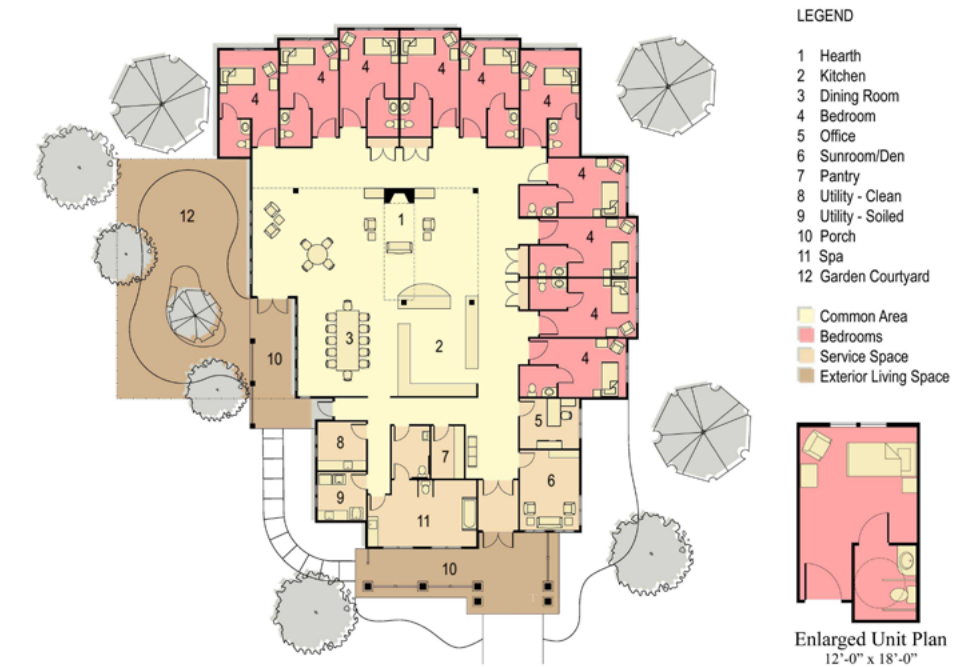 LEGEND
1 Hearth
2 Kitchen
3 Dining Room
4 Bedroom
5 Office
6 Sunroom/Den
7 Pantry
8 Utility - Clean
9 Utility - Soiled
10 Porch
11 Spa
12 Garden Courtyard
Common Area
Bedrooms
Service Space
Exterior Living Space
4 4 4 4 4 4
4
12
1
4
4
10
3
2
4
5
8
7
6
9
11
10
Enlarged Unit Plan
12'-0" x 18'-0"